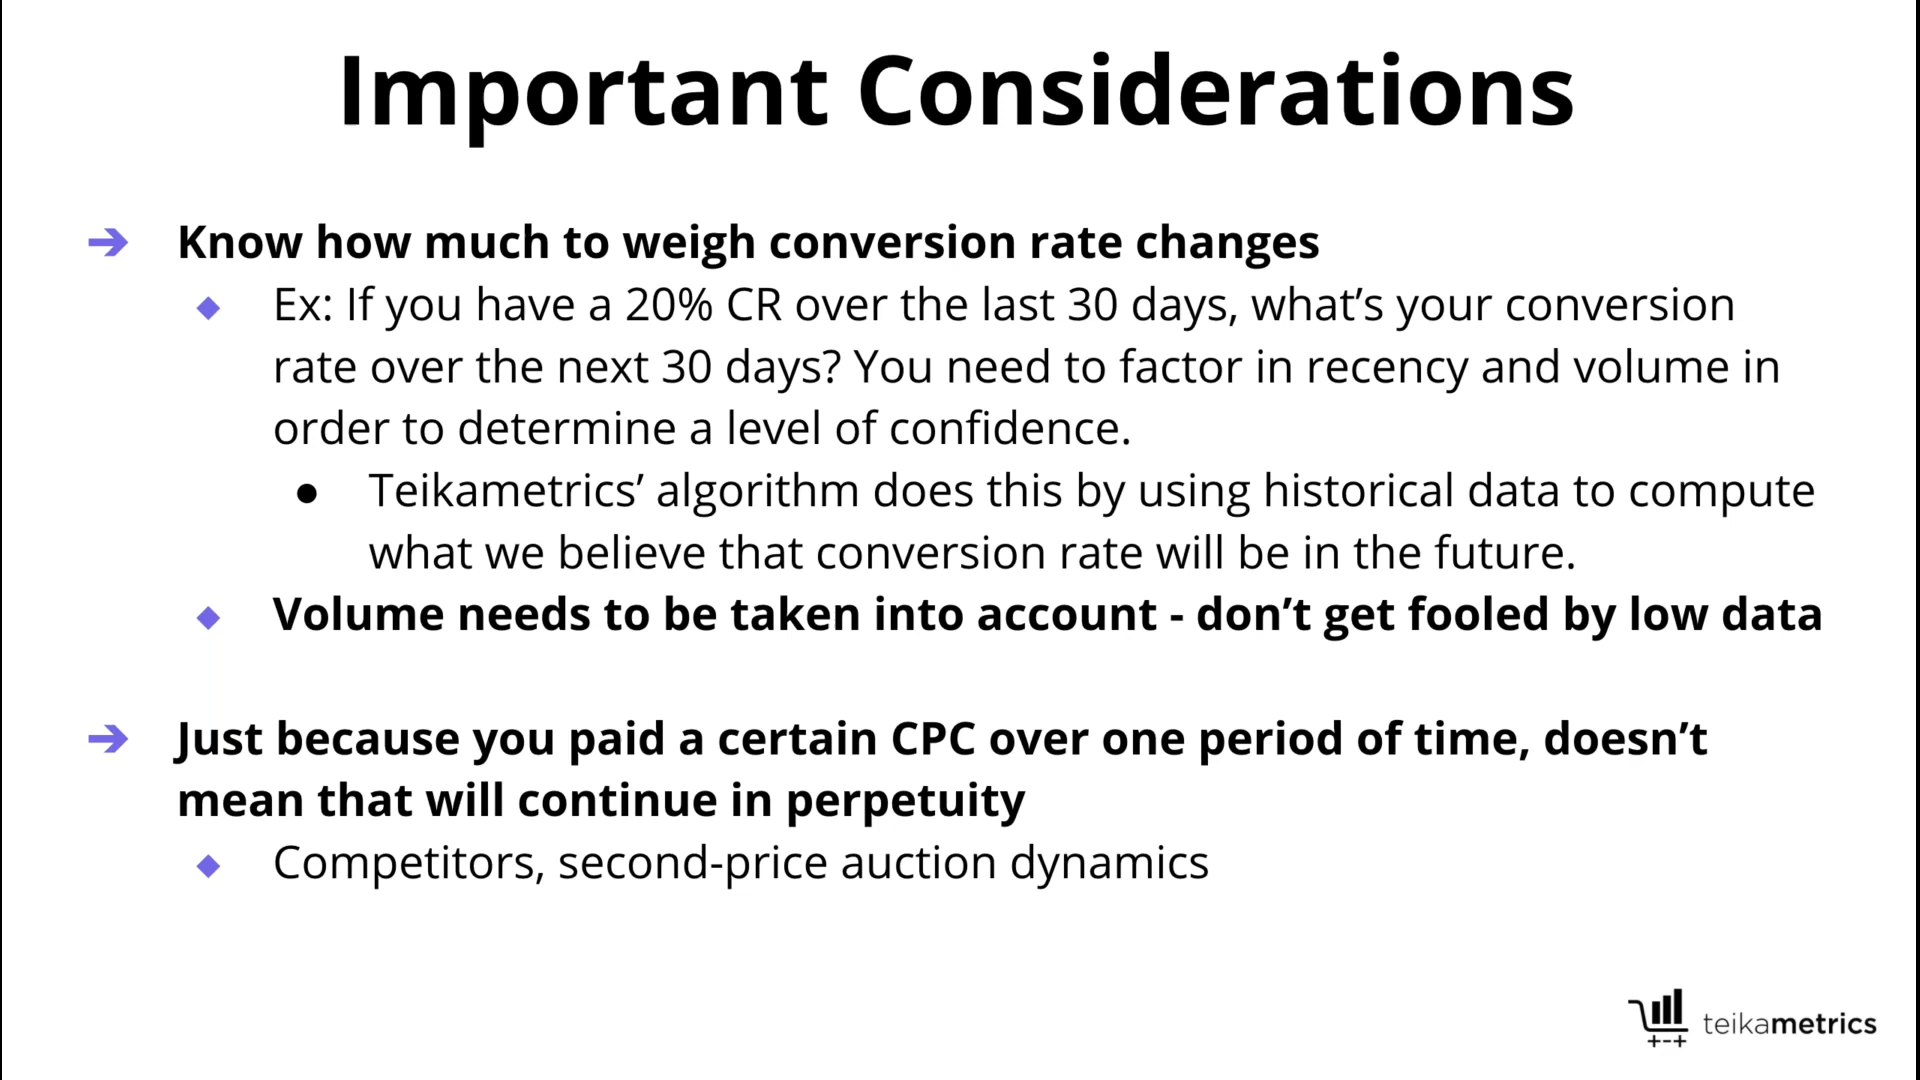 Important Considerations
➔ Know how much to weigh conversion rate changes
◆ Ex: If you have a 20% CR over the last 30 days, what’s your conversion
rate over the next 30 days? You need to factor in recency and volume in
order to determine a level of confidence.
● Teikametrics’ algorithm does this by using historical data to compute
what we believe that conversion rate will be in the future.
◆ Volume needs to be taken into account - don’t get fooled by low data
➔ Just because you paid a certain CPC over one period of time, doesn’t
mean that will continue in perpetuity
◆ Competitors, second-price auction dynamics
teikametrics